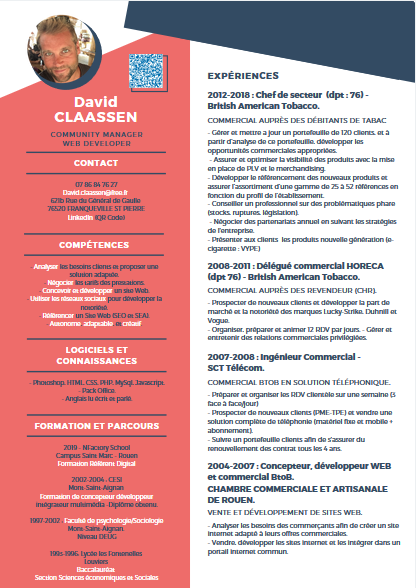 David
CLAASSEN
COMMUNITY MANAGER
WEB DEVELOPER
CONTACT
07 86 84 76 27
David.claassen@free.fr
621b Rue du Général de Gaulle
76520 FRANQUEVILLE ST PIERRE
LinkedIn (QR Code)
COMPÉTENCES
- Analyser les besoins clients et proposer une
solution adaptée.
- Négocier les tarifs des prestations
- Concevoir et développer un site Web.
Utiliser les réseaux sociaux pour développer la
notoriété.
- Référencer un Site Web (SEO et SEA).
- Autonome, adaptable et créatif
LOGICIELS ET
CONNAISSANCES
- Photoshop, HTML, CSS, PHP, MySql, Javascript.
- Pack Office.
- Anglais lu écrit et parlé.
FORMATION ET PARCOURS
2019 - NFactory School
Campus Saint Marc - Rouen
Formation Référent Digital
2002-2004 - CESI
Mont-Saint-Aignan
Formation de concepteur développeur
intégrateur multimédia - Diplôme obtenu.
1997-2002 : Faculté de psychologie/Sociologie
Mont-Saint-Aignan.
Niveau DEUG
1995-1996: Lycée les Fontenelles
Louviers
Baccalauréat
Section Sciences économiques et Sociales
EXPÉRIENCES
2012-2018 : Chef de secteur (dpt : 76) -
British American Tobacco.
COMMERCIAL AUPRÈS DES DÉBITANTS DE TABAC
- Gérer et mettre a jour un portefeuille de 120 clients. et à
partir d'analyse de ce portefeuille, développer les
opportunités commerciales appropriées.
- Assurer et optimiser la visibilité des produits avec la mise
en place de PLV et le merchandising.
- Développer le référencement des nouveaux produits et
assurer l'assortiment d'une gamme de 25 à 52 références en
fonction du profil de l'établissement.
- Conseiller un professionnel sur des problématiques phare
(stocks, ruptures, législation).
- Négocier des partenariats annuel en suivant les stratégies
de l'entreprise.
- Présenter aux clients les produits nouvelle génération (e-
cigarette : VYPE)
2008-2011 : Délégué commercial HORECA
(dpt 76) - British American Tobacco.
COMMERCIAL AUPRÈS DES REVENDEUR (CHR).
- Prospecter de nouveaux clients et développer la part de
marché et la notoriété des marques Lucky-Strike, Duhnill et
Vogue.
- Organiser, préparer et animer 12 RDV par jours. - Gérer et
entretenir des relations commerciales privilégiées.
2007-2008 : Ingénieur Commercial -
SCT Télécom.
COMMERCIAL BTOB EN SOLUTION TÉLÉPHONIQUE.
- Préparer et organiser les RDV clientèle sur une semaine (3
face à face/jour)
- Prospecter de nouveaux clients (PME-TPE) et vendre une
solution complète de téléphonie (matériel fixe et mobile +
abonnement).
- Suivre un portefeuille clients afin de s'assurer du
renouvellement des contrat tous les 4 ans.
2004-2007 : Concepteur, développeur WEB
et commercial BtoB.
CHAMBRE COMMERCIALE ET ARTISANALE
DE ROUEN.
VENTE ET DÉVELOPPEMENT DE SITES WEB.
- Analyser les besoins des commerçants afin de créer un site
internet adapté à leurs offres commerciales.
- Vendre, développer les sites internet et les intégrer dans un
portail internet commun.